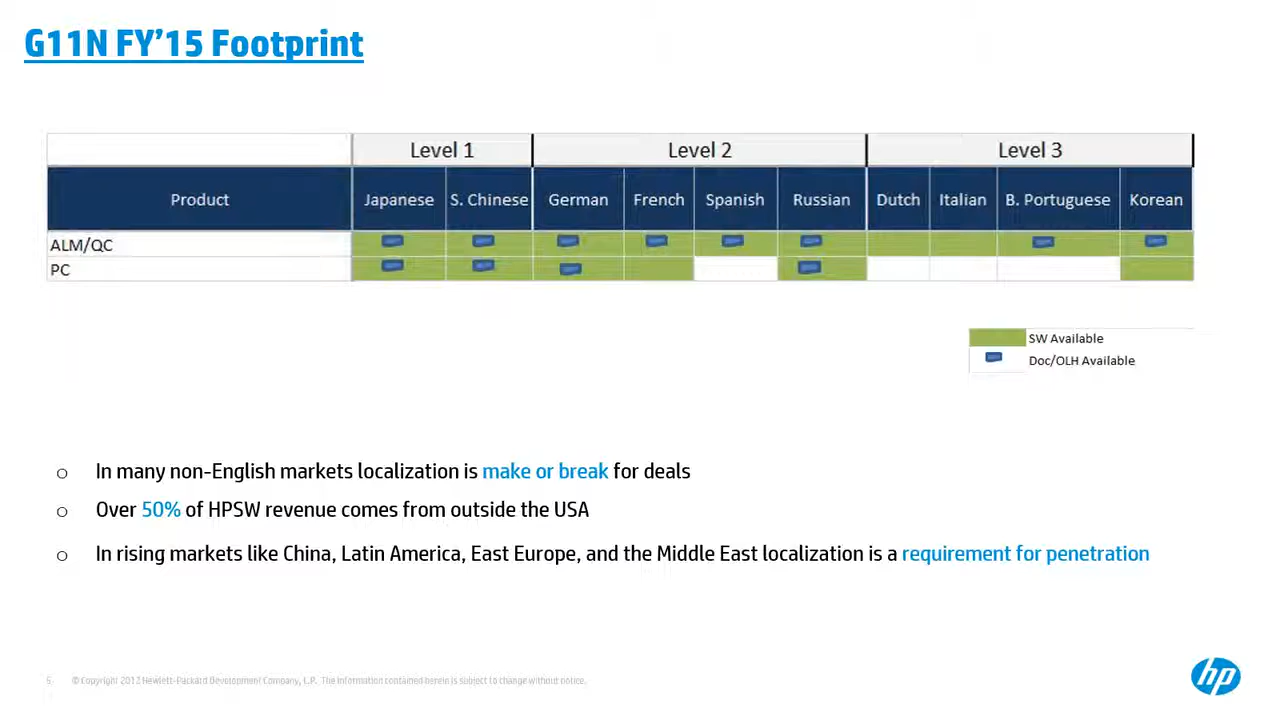 G11N FY’15 Footprint
Level 1 Level 2 Level 3
Product Japanese S. Chinese German French Spanish Russian Dutch Italian B. Portuguese Korean
ALM/QC
PC
SW Available
Doc/OLH Available
o In many non-English markets localization is make or break for deals
o Over 50% of HPSW revenue comes from outside the USA
o In rising markets like China, Latin America, East Europe, and the Middle East localization is a requirement for penetration
© Copyright 2012 Hewlett-Packard Development Company, L.P. The information contained herein is subject to change without notice.
hp